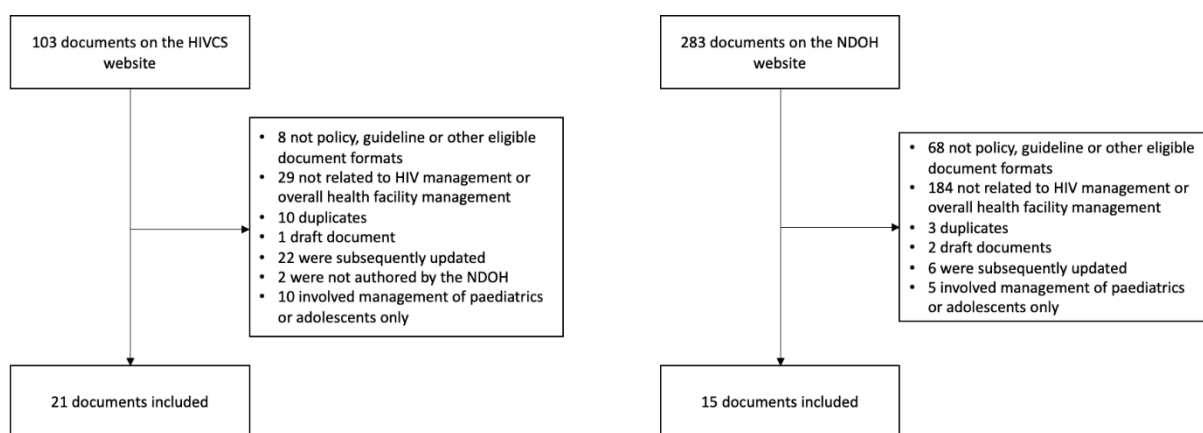 103 documents on the HIVCS
website
• 8 not policy, guideline or other eligible
document formats
• 29 not related to HIV management or
overall health facility management
• 10 duplicates
• 1 draft document
• 22 were subsequently updated
• 2 were not authored by the NDOH
• 10 involved management of paediatrics
or adolescents only
21 documents included
283 documents on the NDOH
website
• 68 not policy, guideline or other eligible
document formats
• 184 not related to HIV management or
overall health facility management
• 3 duplicates
• 2 draft documents
• 6 were subsequently updated
• 5 involved management of paediatrics
or adolescents only
15 documents included